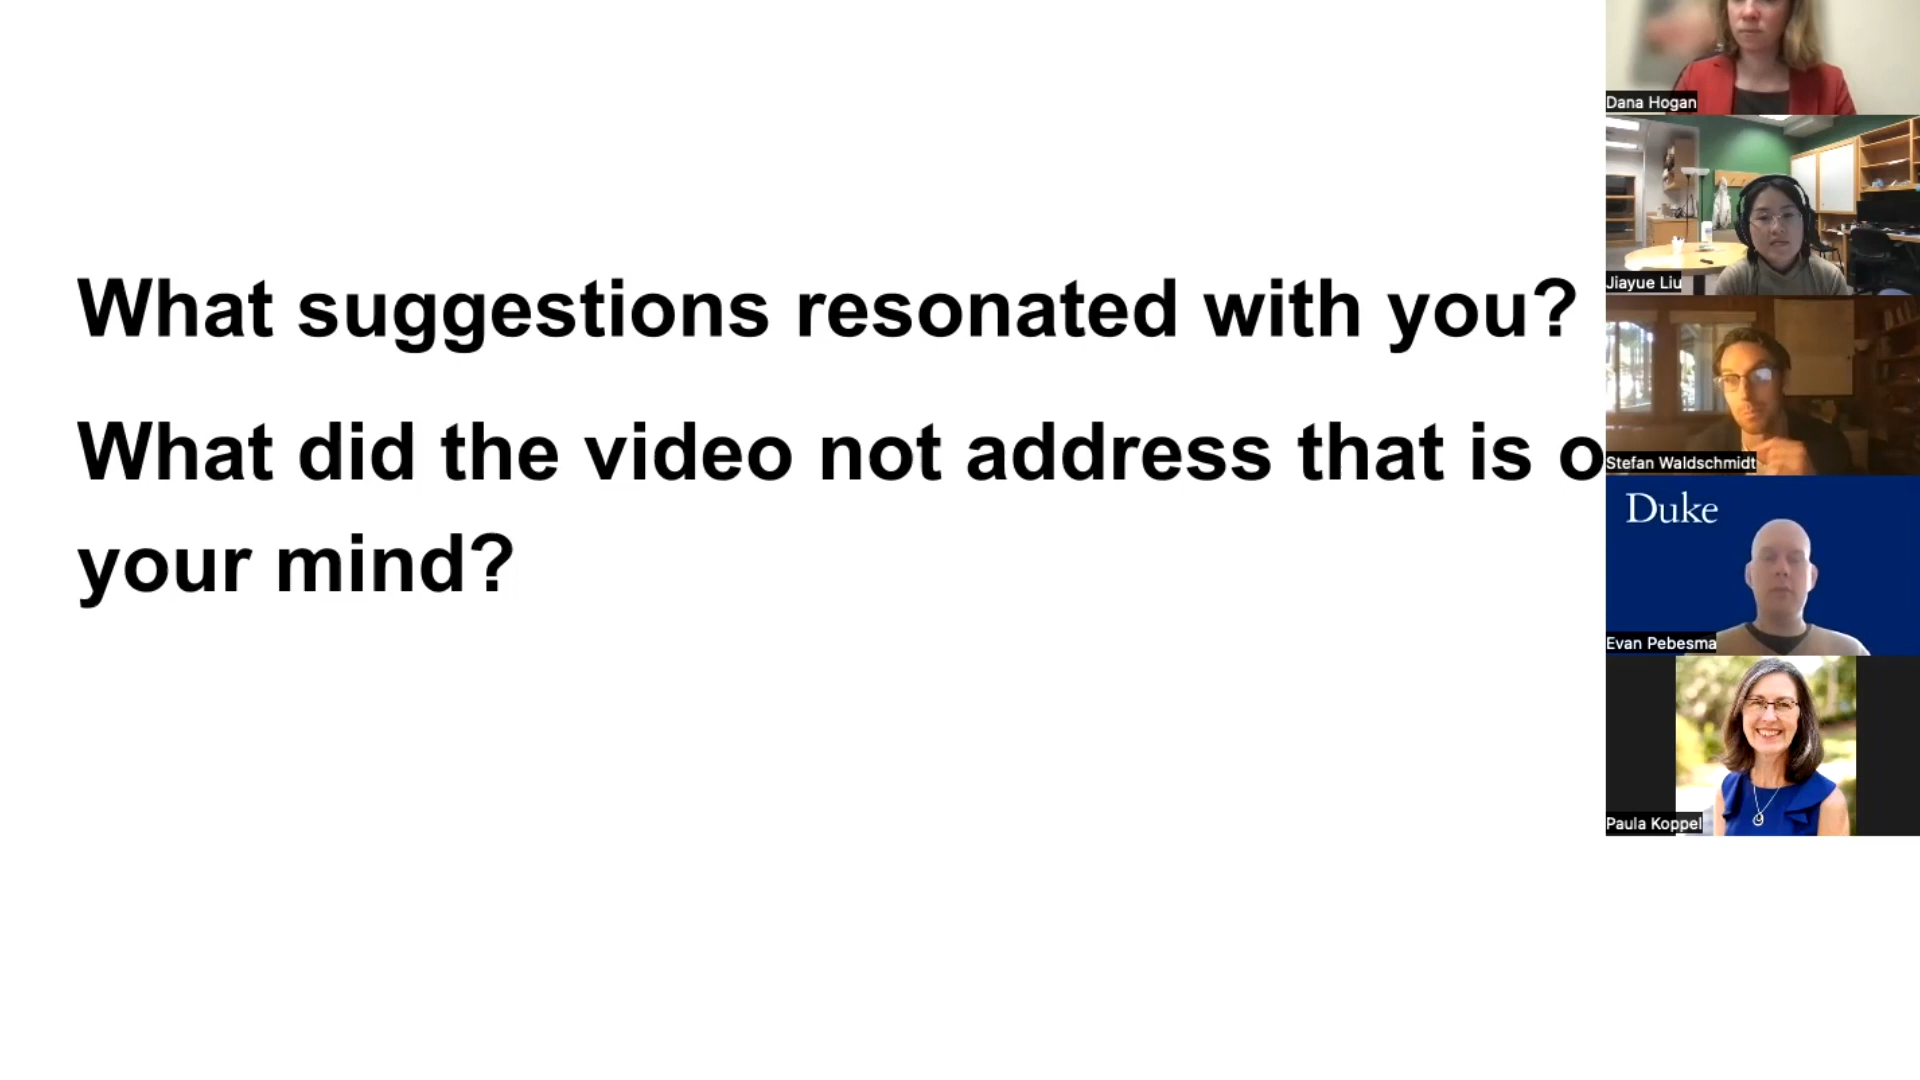 What suggestions resonated with you?
What did the video not address that is o
your mind?
Dana Hogan
Jiayue Liu
Stefan Waldschmidt
Duke
Evan Pebesma
Paula Koppel